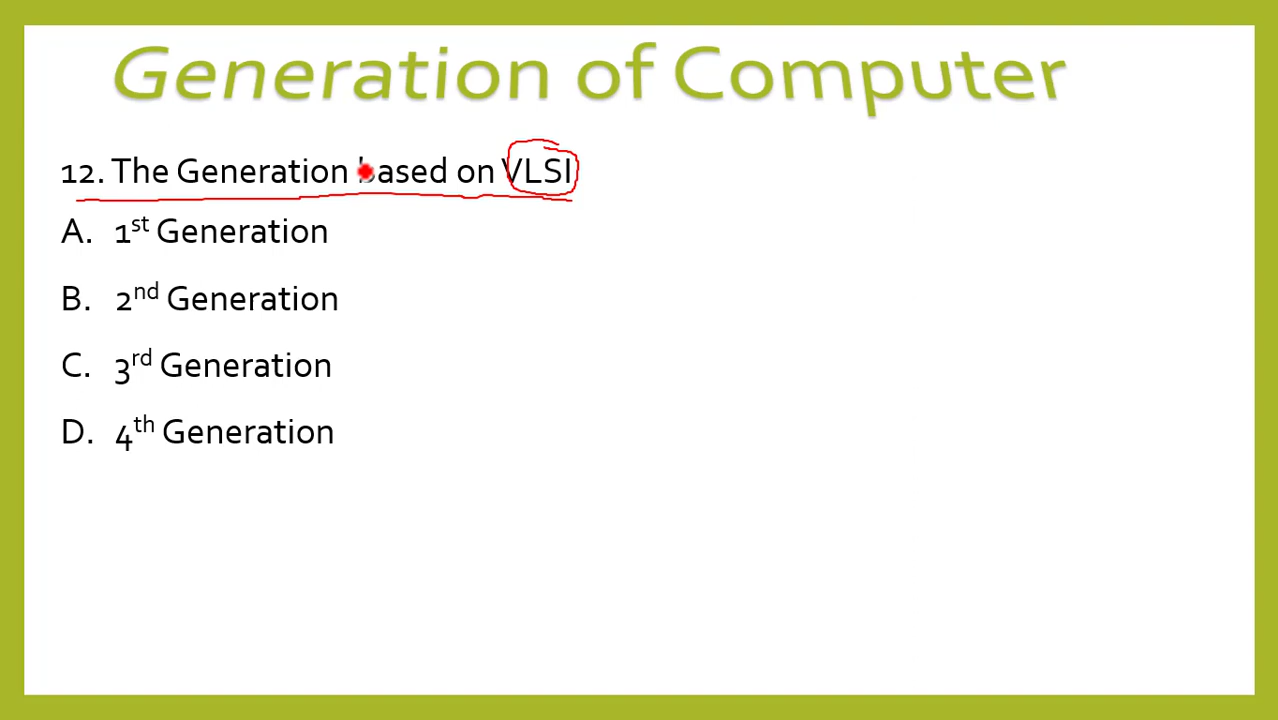 Generation of Computer
12. The Generation based on VLSI
A. 1st Generation
B. 2nd Generation
C. 3rd Generation
D. 4th Generation